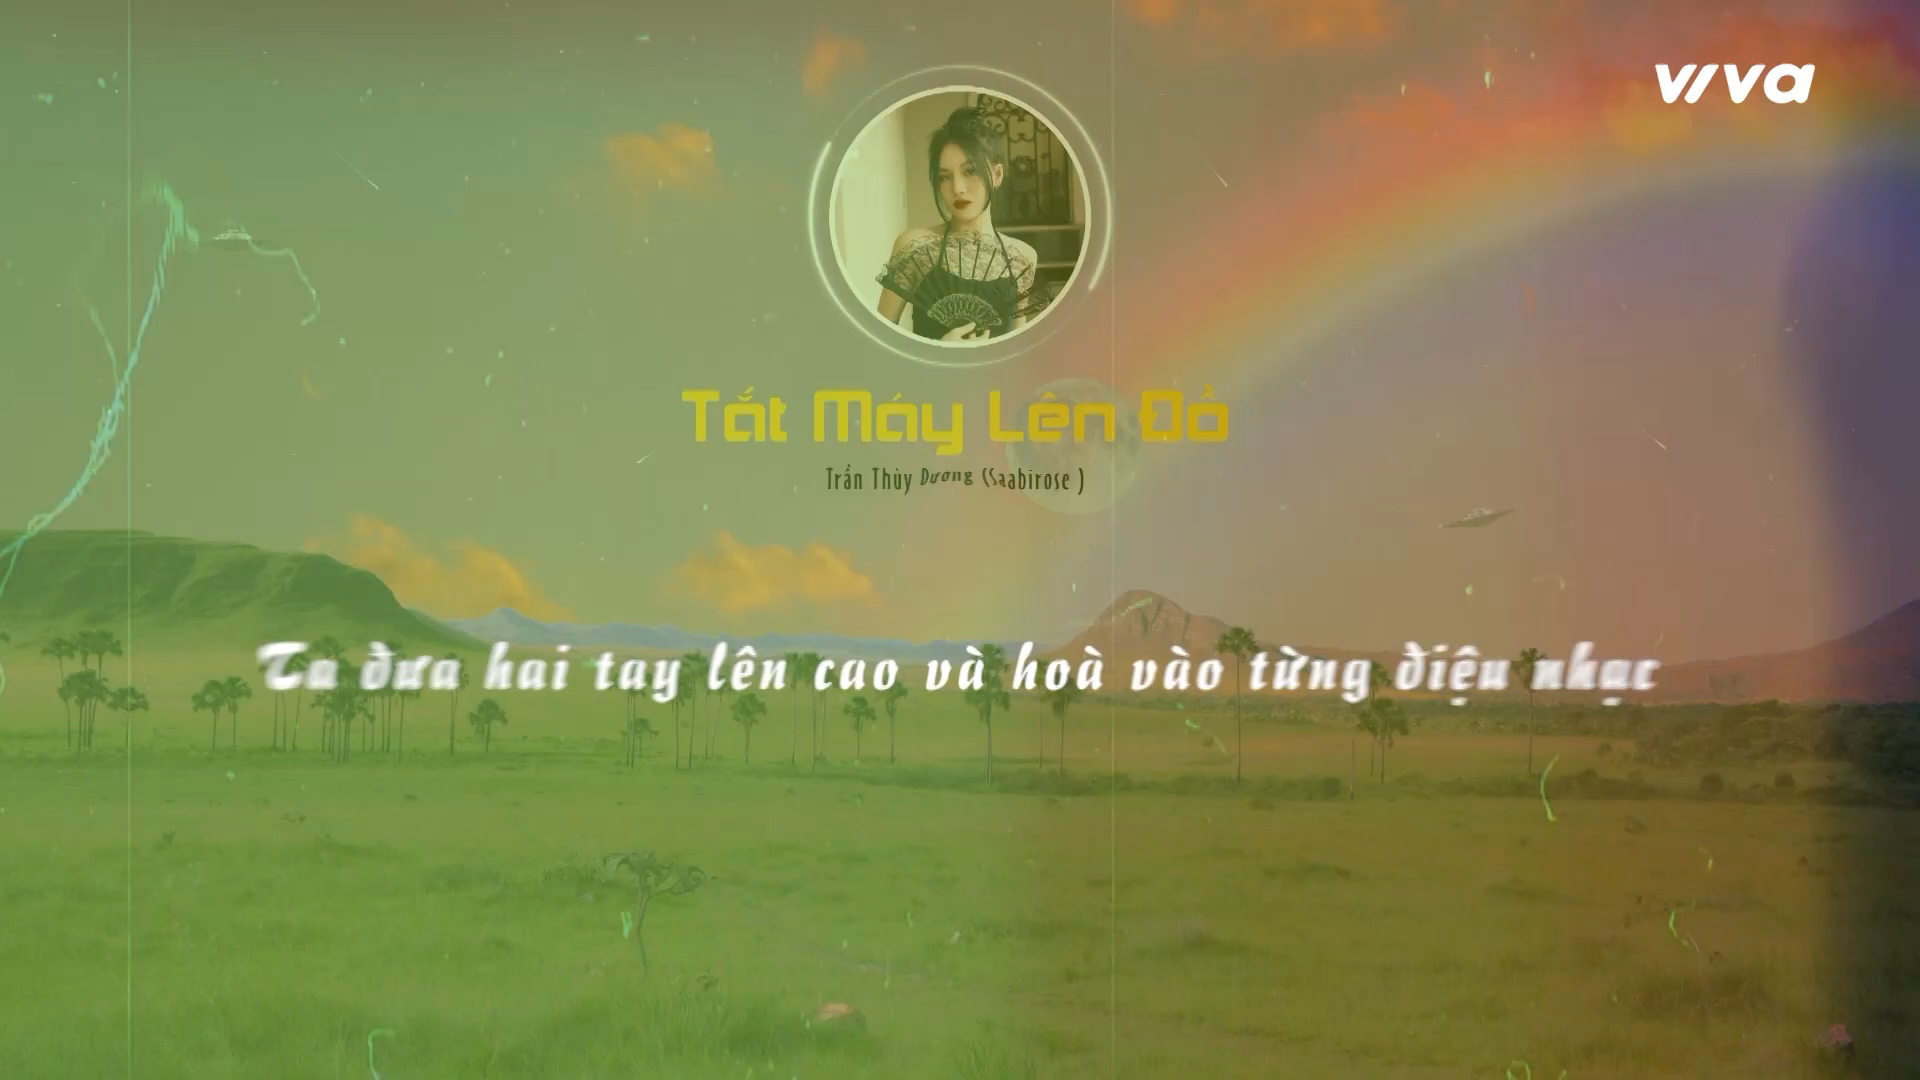 viva
Tắt Máy Lên Đồ
Trần Thùy Dương (Saabirose )
Ta đưa hai tay lên cao và hoà vào từng điệu nhạc